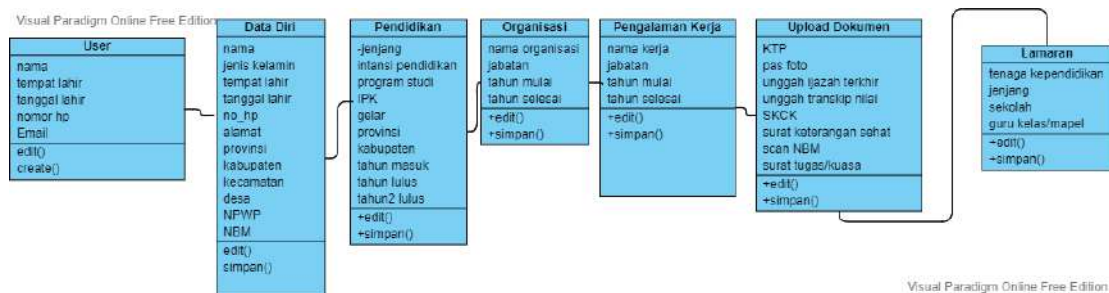 Visual Paradigm Online Free Edition
User
nama
tempat lahir
tanggal lahir
nomor hp
Email
edit()
create()
Data Diri
nama
jenis kelamin
tempat lahir
tanggal lahir
no_hp
alamat
provinsi
kabupaten
kecamatan
desa
NPWP
NBM
edit()
simpan()
Pendidikan
-jenjang
intansi pendidikan
program studi
IPK
gelar
provinsi
kabupaten
tahun masuk
tahun lulus
tahun2 lulus
+edit()
+simpan()
Organisasi
nama organisasi
jabatan
tahun mulai
tahun selesai
+edit()
+simpan()
Pengalaman Kerja
nama kerja
jabatan
tahun mulai
tahun selesai
+edit()
+simpan()
Upload Dokumen
KTP
pas foto
unggah ijazah terkhir
unggah transkip nilai
SKCK
surat keterangan sehat
scan NBM
surat tugas/kuasa
+edit()
+simpan()
Lamaran
tenaga kependidikan
jenjang
sekolah
guru kelas/mapel
+edit()
+simpan()
Visual Paradigm Online Free Edition